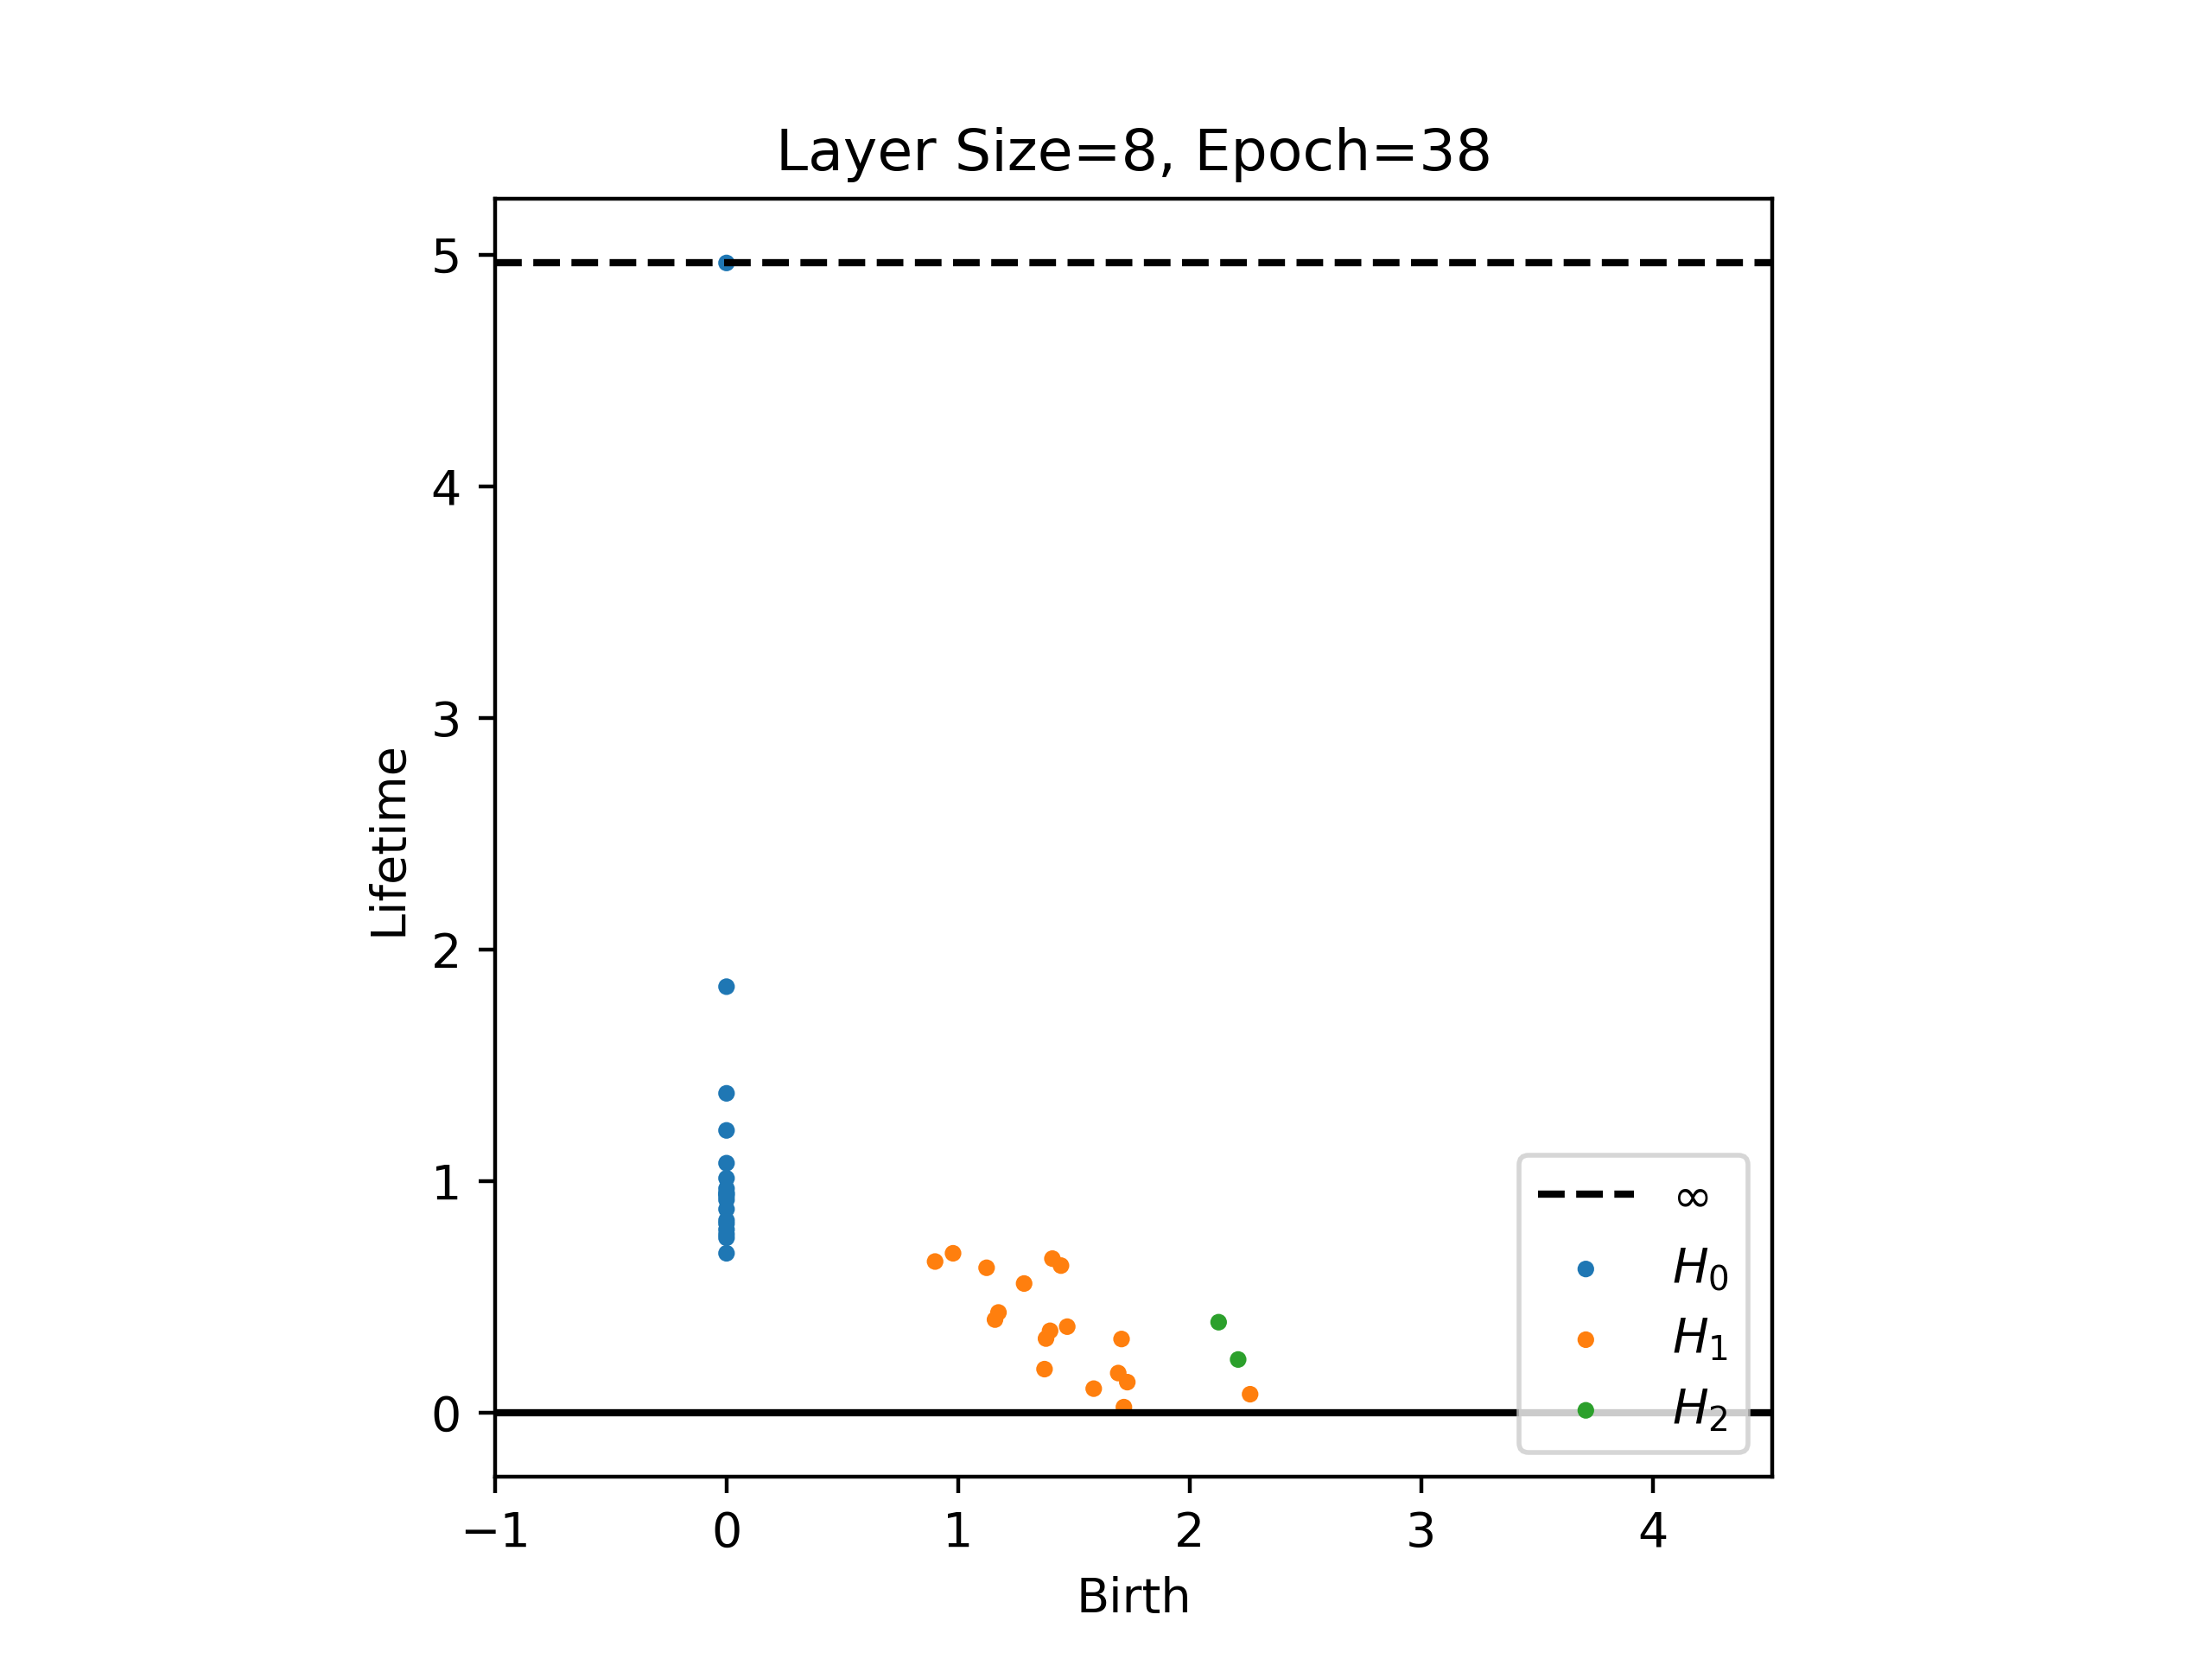 Layer Size=8, Epoch=38
5
4
3
2
1
0
Lifetime
∞
H₀
H₁
H₂
−1 0 1 2 3 4
Birth